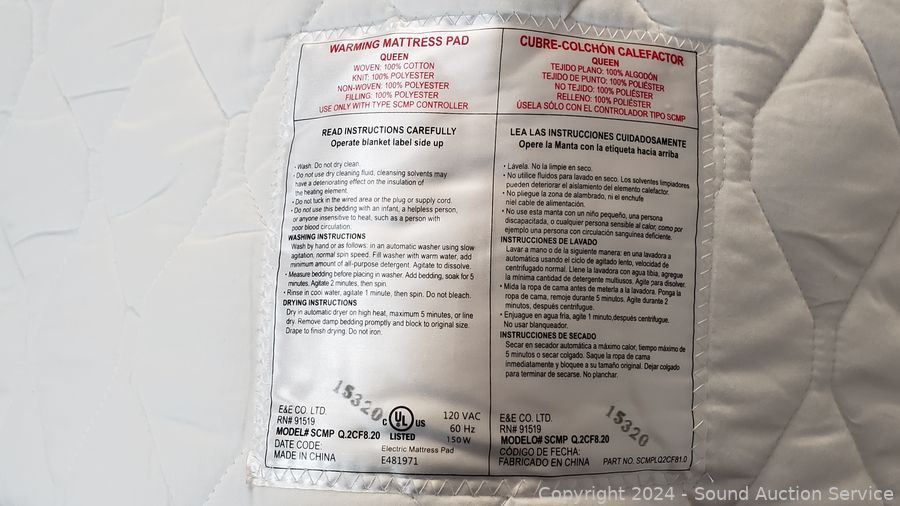 WARMING MATTRESS PAD
QUEEN
WOVEN: 100% COTTON
KNIT: 100% POLYESTER
NON-WOVEN: 100% POLYESTER
FILLING: 100% POLYESTER
USE ONLY WITH TYPE SCMP CONTROLLER
READ INSTRUCTIONS CAREFULLY
Operate blanket label side up
- Wash. Do not dry clean.
• Do not use dry cleaning fluid, cleansing solvents may
have a deteriorating effect on the insulation of
the heating element.
• Do not tuck in the wired area or the plug or supply cord.
• Do not use this bedding with an infant, a helpless person,
or anyone insensitive to heat, such as a person with
poor blood circulation.
WASHING INSTRUCTIONS
Wash by hand or as follows: in an automatic washer using slow
agitation, normal spin speed. Fill washer with warm water, add
minimum amount of all-purpose detergent. Agitate to dissolve.
• Measure bedding before placing in washer. Add bedding, soak for 5
minutes. Agitate 2 minutes, then spin.
• Rinse in cool water, agitate 1 minute, then spin. Do not bleach.
DRYING INSTRUCTIONS
Dry in automatic dryer on high heat, maximum 5 minutes, or line
dry. Remove damp bedding promptly and block to original size.
Drape to finish drying. Do not iron.
15320
E&E CO. LTD.
RN# 91519
MODEL# SCMP Q.2CF8.20
DATE CODE:
MADE IN CHINA
C UL US
LISTED
120 VAC
60 Hz
150W
Electric Mattress Pad
E481971
CUBRE-COLCHÓN CALEFACTOR
QUEEN
TEJIDO PLANO: 100% ALGODÓN
TEJIDO DE PUNTO: 100% POLIÉSTER
NO TEJIDO: 100% POLIÉSTER
RELLENO: 100% POLIÉSTER
ÚSELA SÓLO CON EL CONTROLADOR TIPO SCMP
LEA LAS INSTRUCCIONES CUIDADOSAMENTE
Opere la Manta con la etiqueta hacia arriba
• Lávela. No la limpie en seco.
• No utilice fluidos para lavado en seco. Los solventes limpiadores
pueden deteriorar el aislamiento del elemento calefactor.
• No pliegue la zona de alambrado, ni el enchufe
niel cable de alimentación.
• No use esta manta con un niño pequeño, una persona
discapacitada, o cualquier persona sensible al calor, como por
ejemplo una persona con circulación sanguínea deficiente.
INSTRUCCIONES DE LAVADO
Lavar a mano o de la siguiente manera: en una lavadora
automática usando el ciclo de agitado lento, velocidad de
centrifugado normal. Llene la lavadora con agua tibia, agregue
la mínima cantidad de detergente multiusos. Agite para disolver.
• Mida la ropa de cama antes de meterla a la lavadora. Ponga la
ropa de cama, remoje durante 5 minutos. Agite durante 2
minutos, después centrifugue.
• Enjuague en agua fria, agite 1 minuto,después centrifugue.
No usar blanqueador.
INSTRUCCIONES DE SECADO
Secar en secador automática a máximo calor, tiempo máximo de
5 minutos o secar colgado. Saque la ropa de cama
inmediatamente y bloquee a su tamaño original. Dejar colgado
para terminar de secarse. No planchar.
15320
E&E CO. LTD.
RN# 91519
MODELO# SCMP Q.2CF8.20
CÓDIGO DE FECHA:
FABRICADO EN CHINA
PART NO. SCMPLQ2CF81.0
Copyright 2024 - Sound Auction Service